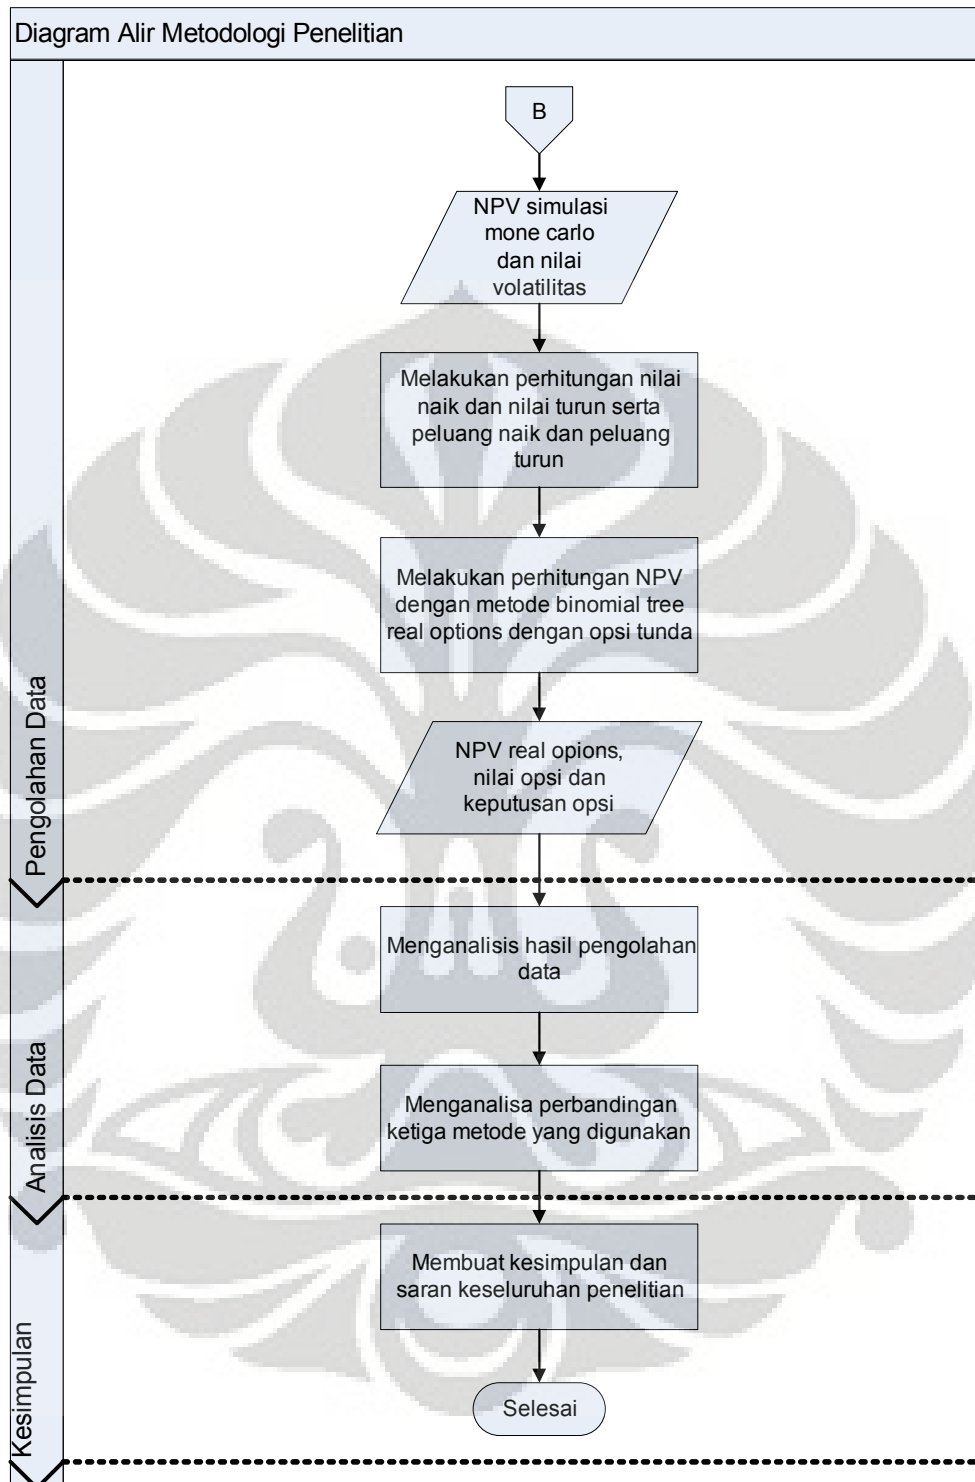 Diagram Alir Metodologi Penelitian
B
NPV simulasi
mone carlo
dan nilai
volatilitas
Melakukan perhitungan nilai
naik dan nilai turun serta
peluang naik dan peluang
turun
Melakukan perhitungan NPV
dengan metode binomial tree
real options dengan opsi tunda
NPV real opions,
nilai opsi dan
keputusan opsi
Pengolahan Data
Menganalisis hasil pengolahan
data
Menganalisa perbandingan
ketiga metode yang digunakan
Analisis Data
Membuat kesimpulan dan
saran keseluruhan penelitian
Selesai
Kesimpulan